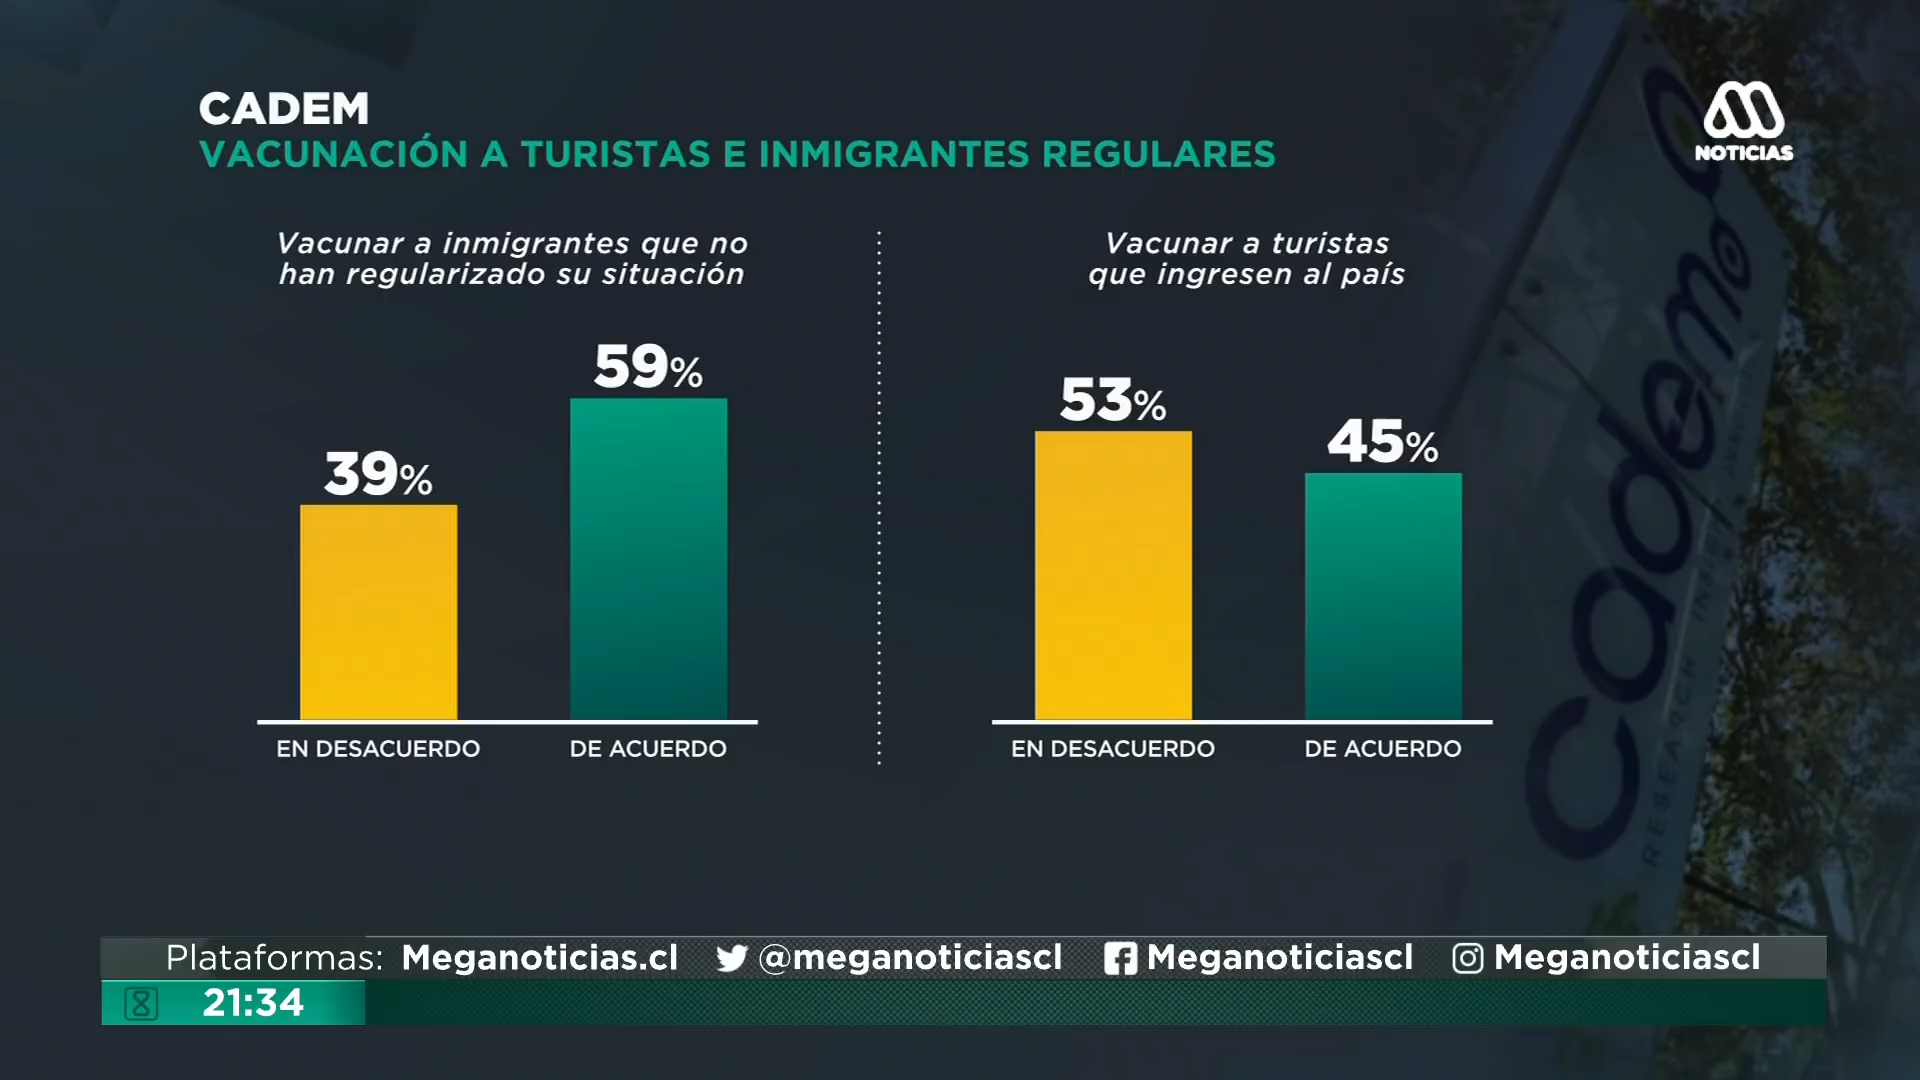 CADEM
VACUNACIÓN A TURISTAS E INMIGRANTES REGULARES
NOTICIAS
Vacunar a inmigrantes que no
han regularizado su situación
59%
39%
EN DESACUERDO
DE ACUERDO
Vacunar a turistas
que ingresen al país
53%
45%
EN DESACUERDO
DE ACUERDO
cadem
RESEARCH
Plataformas: Meganoticias.cl @meganoticiascl Meganoticiascl Meganoticiascl
21:34